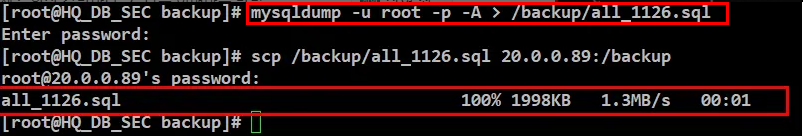 [root@HQ_DB_SEC backup]# mysqldump -u root -p -A > /backup/all_1126.sql
Enter password:
[root@HQ_DB_SEC backup]# scp /backup/all_1126.sql 20.0.0.89:/backup
root@20.0.0.89's password:
all_1126.sql 100% 1998KB 1.3MB/s 00:01
[root@HQ_DB_SEC backup]#